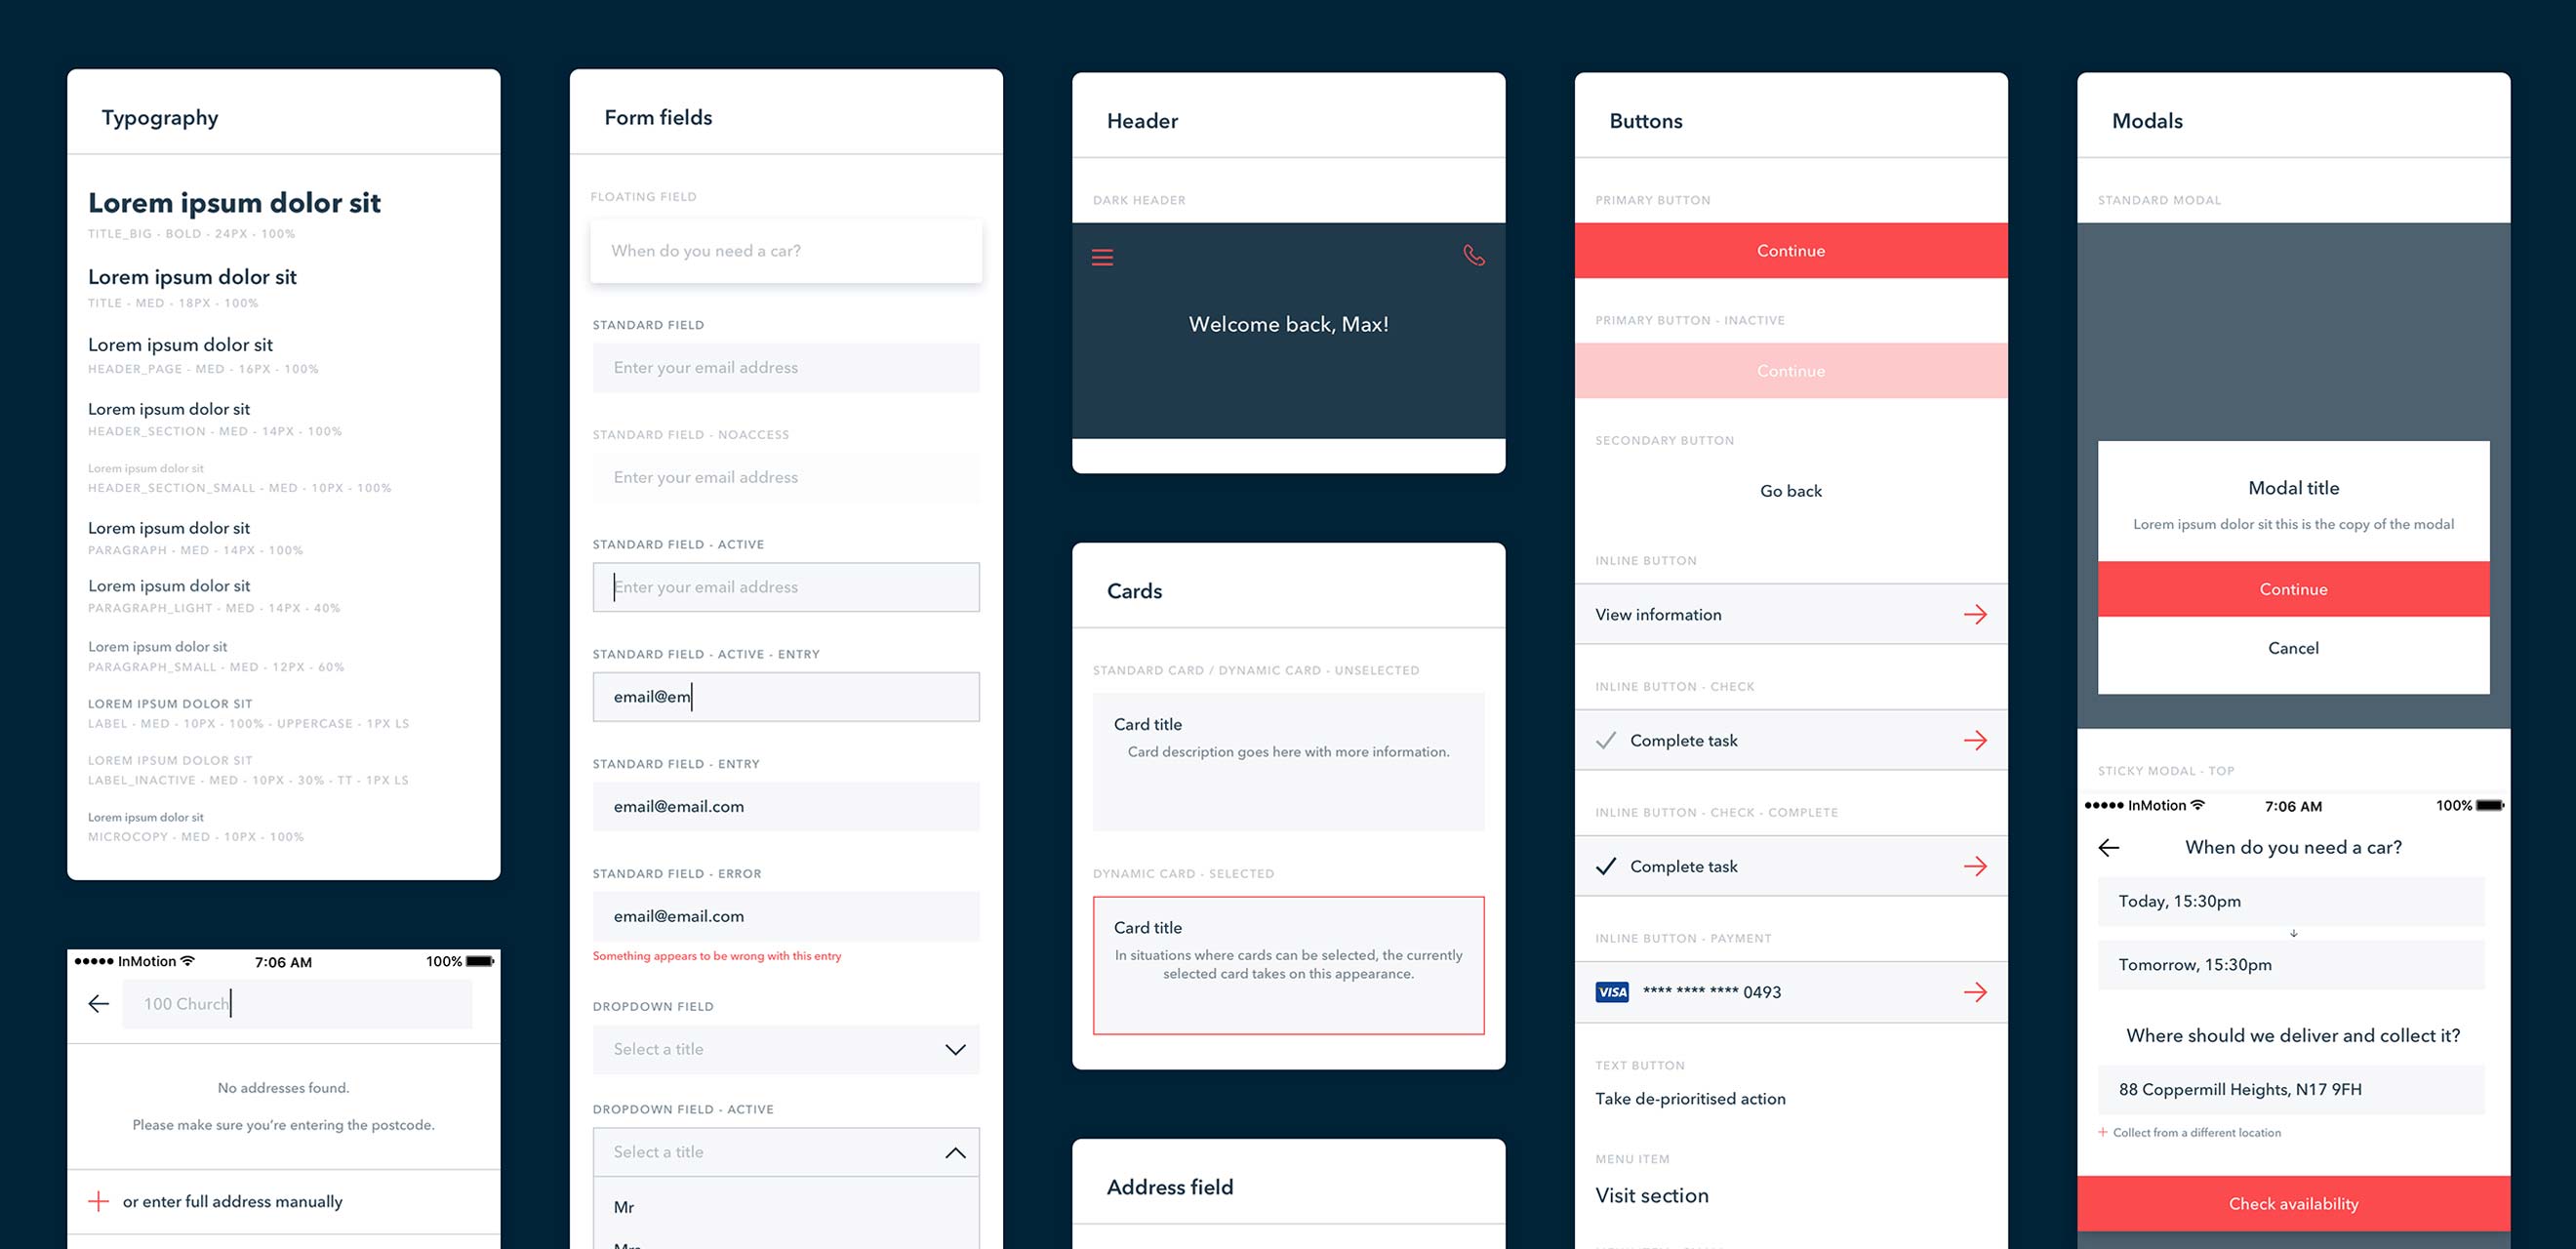 Typography
Lorem ipsum dolor sit
TITLE_BIG - BOLD - 24PX - 100%
Lorem ipsum dolor sit
TITLE - MED - 18PX - 100%
Lorem ipsum dolor sit
HEADER_PAGE - MED - 16PX - 100%
Lorem ipsum dolor sit
HEADER_SECTION - MED - 14PX - 100%
Lorem ipsum dolor sit
HEADER_SECTION_SMALL - MED - 10PX - 100%
Lorem ipsum dolor sit
PARAGRAPH - MED - 14PX - 100%
Lorem ipsum dolor sit
PARAGRAPH_LIGHT - MED - 14PX - 40%
Lorem ipsum dolor sit
PARAGRAPH_SMALL - MED - 12PX - 60%
LOREM IPSUM DOLOR SIT
LABEL - MED - 10PX - 100% - UPPERCASE - 1PX LS
LOREM IPSUM DOLOR SIT
LABEL_INACTIVE - MED - 10PX - 30% - TT - 1PX LS
Lorem ipsum dolor sit
MICROCOPY - MED - 10PX - 100%
InMotion 7:06 AM 100%
100 Church
No addresses found.
Please make sure you're entering the postcode.
or enter full address manually
Form fields
FLOATING FIELD
When do you need a car?
STANDARD FIELD
Enter your email address
STANDARD FIELD - NOACCESS
Enter your email address
STANDARD FIELD - ACTIVE
Enter your email address
STANDARD FIELD - ACTIVE - ENTRY
email@em
STANDARD FIELD - ENTRY
email@email.com
STANDARD FIELD - ERROR
email@email.com
Something appears to be wrong with this entry
DROPDOWN FIELD
Select a title
DROPDOWN FIELD - ACTIVE
Select a title
Mr
Header
DARK HEADER
Welcome back, Max!
Cards
STANDARD CARD / DYNAMIC CARD - UNSELECTED
Card title
Card description goes here with more information.
DYNAMIC CARD - SELECTED
Card title
In situations where cards can be selected, the currently
selected card takes on this appearance.
Address field
Buttons
PRIMARY BUTTON
Continue
PRIMARY BUTTON - INACTIVE
Continue
SECONDARY BUTTON
Go back
INLINE BUTTON
View information
INLINE BUTTON - CHECK
Complete task
INLINE BUTTON - CHECK - COMPLETE
Complete task
INLINE BUTTON - PAYMENT
VISA **** **** **** 0493
TEXT BUTTON
Take de-prioritised action
MENU ITEM
Visit section
Modals
STANDARD MODAL
Modal title
Lorem ipsum dolor sit this is the copy of the modal
Continue
Cancel
STICKY MODAL - TOP
InMotion 7:06 AM 100%
When do you need a car?
Today, 15:30pm
Tomorrow, 15:30pm
Where should we deliver and collect it?
88 Coppermill Heights, N17 9FH
+ Collect from a different location
Check availability